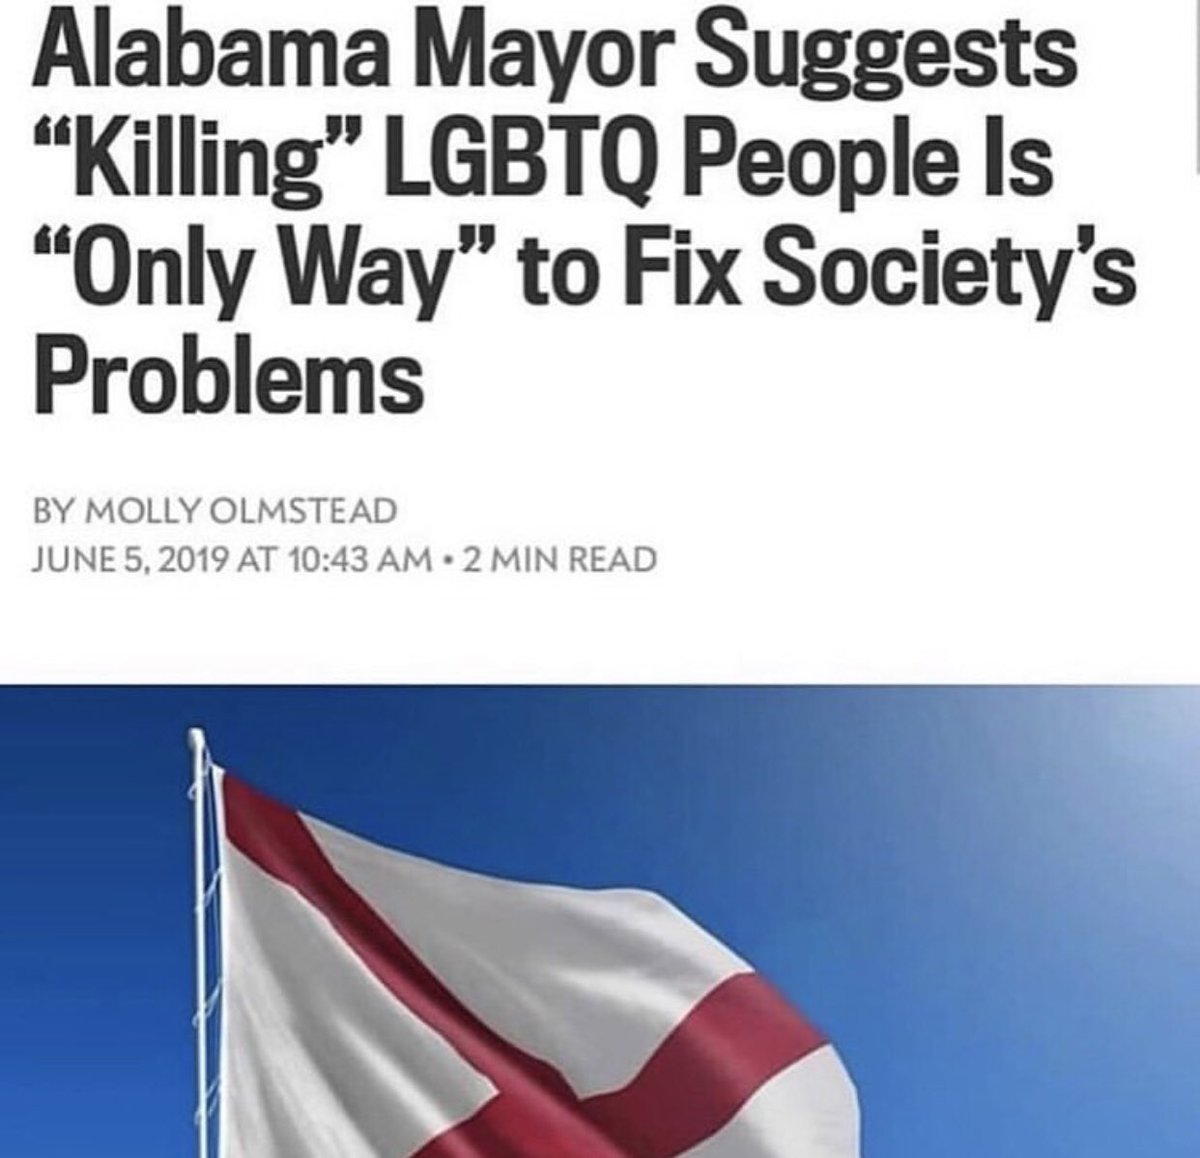 Alabama Mayor Suggests
“Killing” LGBTQ People Is
“Only Way” to Fix Society’s
Problems
BY MOLLY OLMSTEAD
JUNE 5, 2019 AT 10:43 AM • 2 MIN READ